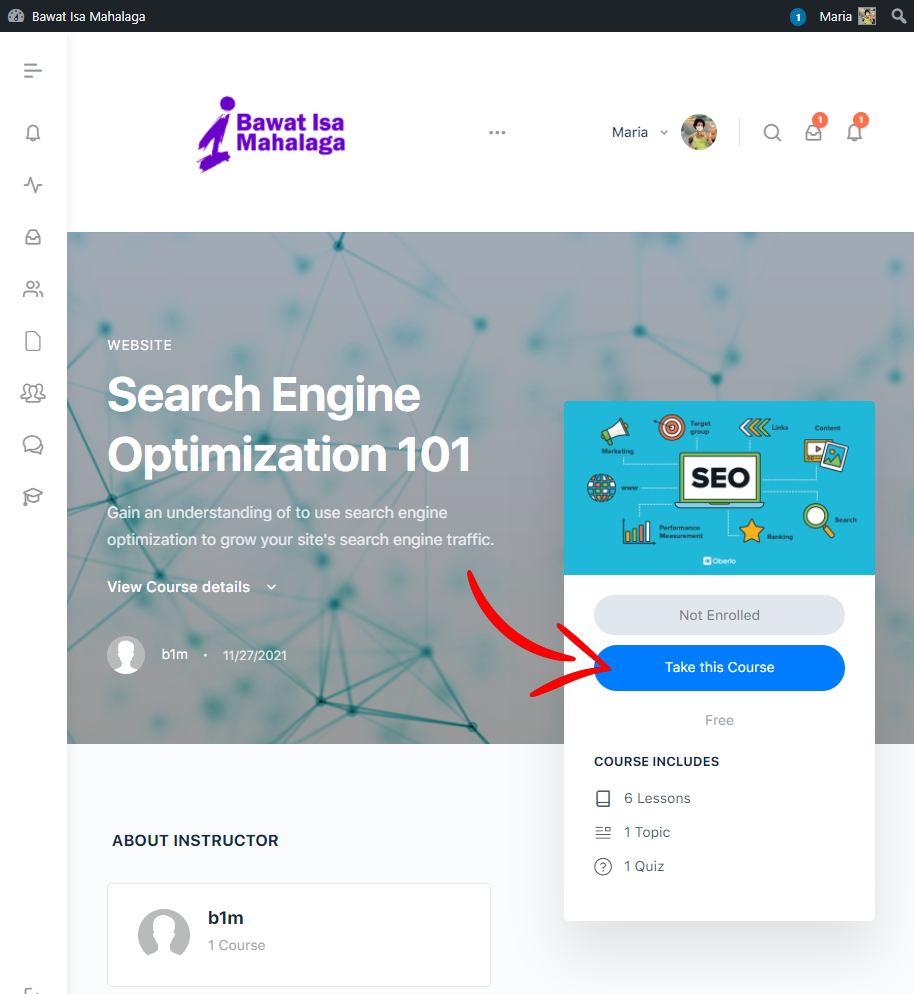 Bawat Isa Mahalaga
1
Maria
Bawat Isa
Mahalaga
Maria
1
1
WEBSITE
Search Engine
Optimization 101
Gain an understanding of to use search engine
optimization to grow your site's search engine traffic.
View Course details
b1m • 11/27/2021
Marketing
Target
group
Links
Content
www
SEO
Search
Performance
Measurement
Ranking
Oberlo
Not Enrolled
Take this Course
Free
COURSE INCLUDES
6 Lessons
1 Topic
1 Quiz
ABOUT INSTRUCTOR
b1m
1 Course